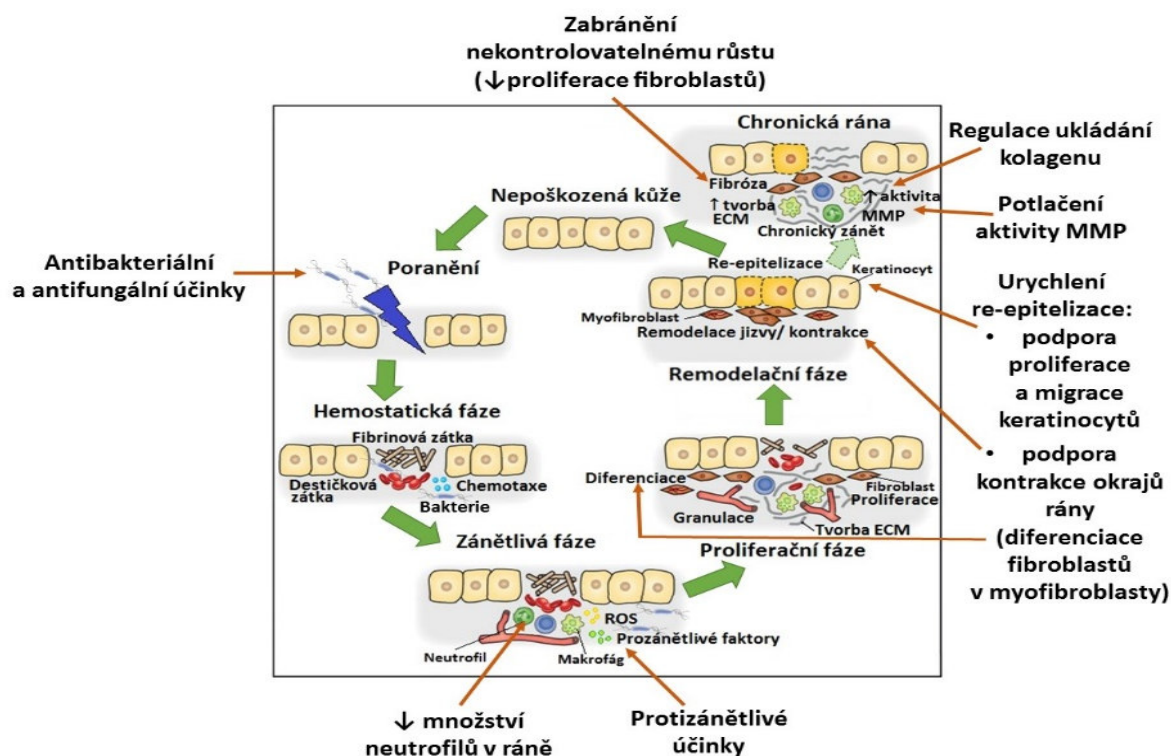 Zabránění
nekontrolovatelnému růstu
(↓ proliferace fibroblastů)
Chronická rána
Regulace ukládání
kolagenu
Fibróza
↑ tvorba
ECM
↑ aktivita
MMP
Chronický zánět
Potlačení
aktivity MMP
Nepoškozená kůže
Re-epitelizace
Keratinocyt
Myofibroblast
Remodelace jizvy/ kontrakce
Remodelační fáze
Antibakteriální
a antifungální účinky
Poranění
Urychlení
re-epitelizace:
• podpora
proliferace
a migrace
keratinocytů
• podpora
kontrakce okrajů
rány
(diferenciace
fibroblastů
v myofibroblasty)
Hemostatická fáze
Fibrinová zátka
Destičková
zátka
Chemotaxe
Bakterie
Diferenciace
Fibroblast
Proliferace
Granulace
Tvorba ECM
Proliferační fáze
Zánětlivá fáze
ROS
Prozánětlivé faktory
Neutrofil
Makrofág
↓ množství
neutrofilů v ráně
Protizánětlivé
účinky